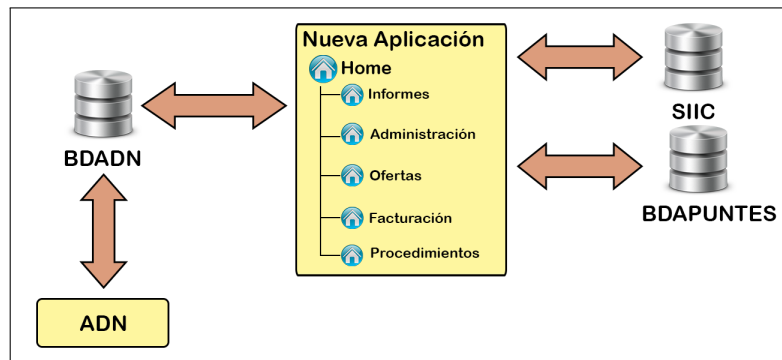 Nueva Aplicación
Home
Informes
Administración
Ofertas
Facturación
Procedimientos
BDADN
ADN
SIIC
BDAPUNTES